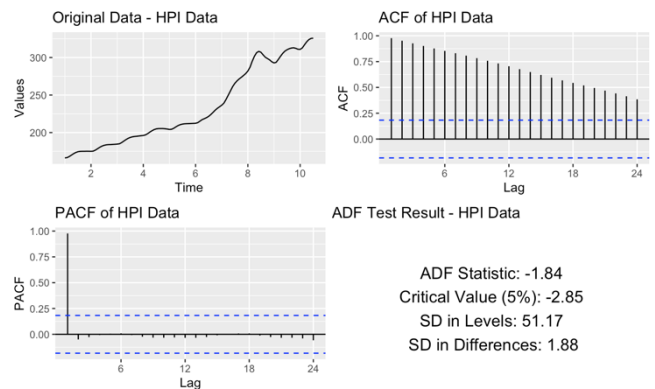 Original Data - HPI Data
Values
300
250
200
2
4
6
8
10
Time
ACF of HPI Data
ACF
1.00
0.75
0.50
0.25
0.00
6
12
18
24
Lag
PACF of HPI Data
PACF
1.00
0.75
0.50
0.25
0.00
6
12
18
24
Lag
ADF Test Result - HPI Data
ADF Statistic: -1.84
Critical Value (5%): -2.85
SD in Levels: 51.17
SD in Differences: 1.88